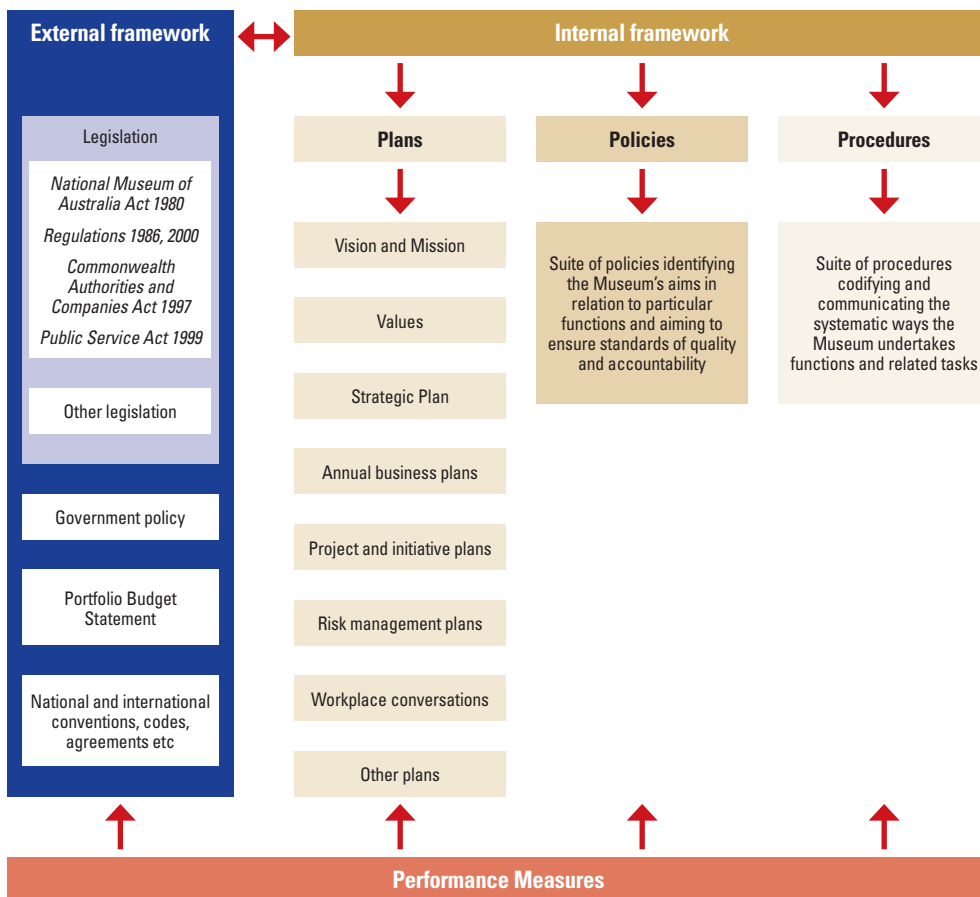 External framework
Internal framework
Legislation
National Museum of
Australia Act 1980
Regulations 1986, 2000
Commonwealth
Authorities and
Companies Act 1997
Public Service Act 1999
Other legislation
Government policy
Portfolio Budget
Statement
National and international
conventions, codes,
agreements etc
Plans
Vision and Mission
Values
Strategic Plan
Annual business plans
Project and initiative plans
Risk management plans
Workplace conversations
Other plans
Policies
Suite of policies identifying
the Museum's aims in
relation to particular
functions and aiming to
ensure standards of quality
and accountability
Procedures
Suite of procedures
codifying and
communicating the
systematic ways the
Museum undertakes
functions and related tasks
Performance Measures